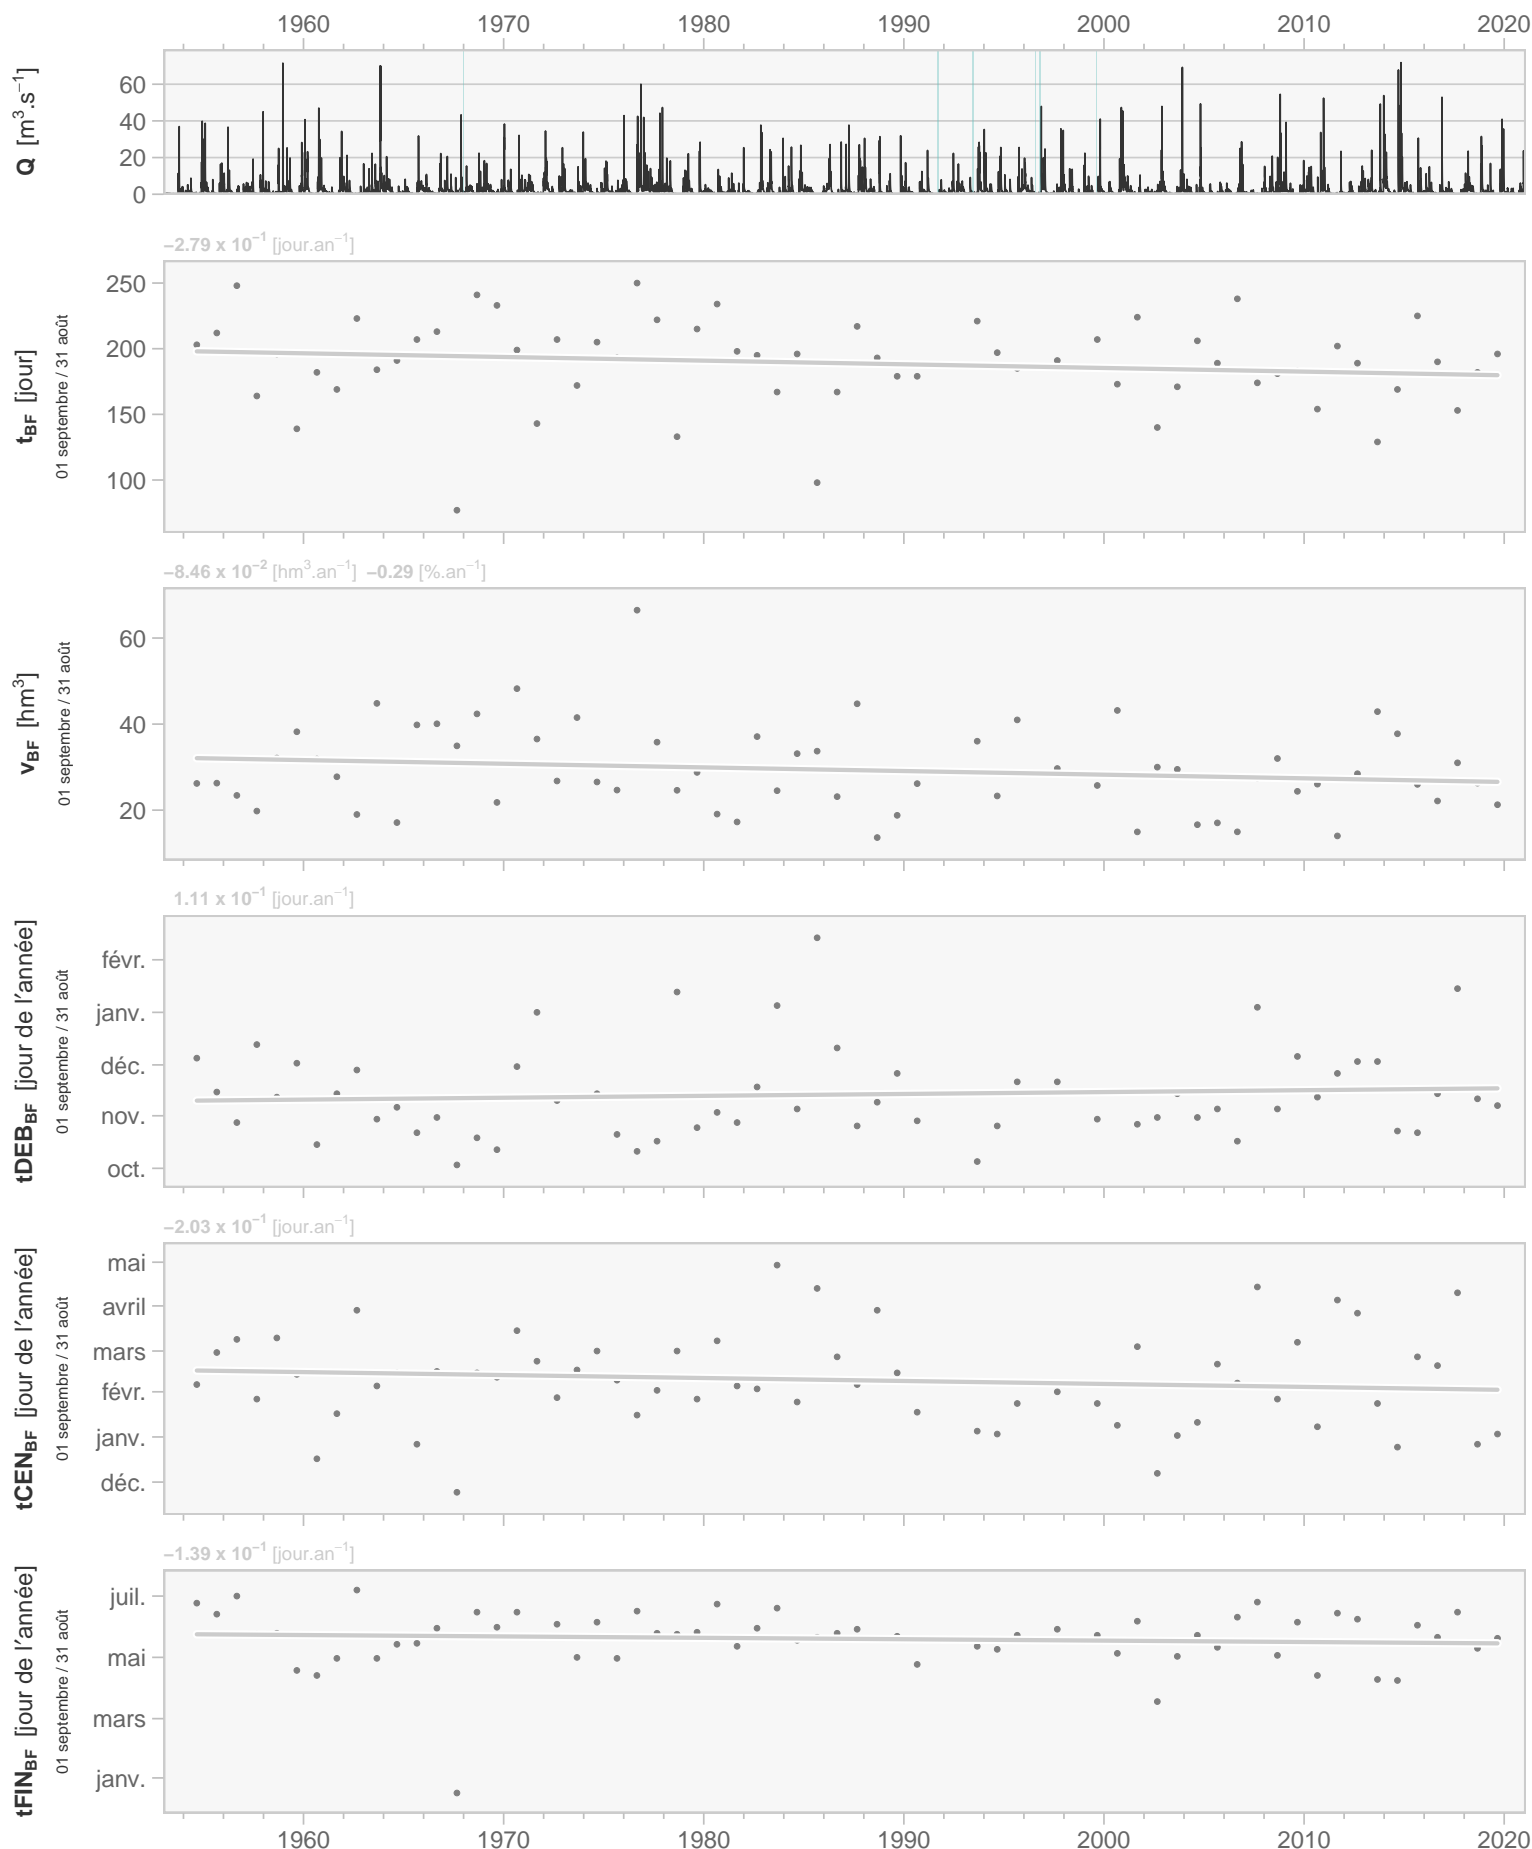 1960 1970 1980 1990 2000 2010 2020
Q [m³.s⁻¹]
60
40
20
0
−2.79 x 10⁻¹ [jour.an⁻¹]
tBF [jour]
01 septembre / 31 août
250
200
150
100
−8.46 x 10⁻² [hm³.an⁻¹] −0.29 [%.an⁻¹]
vBF [hm³]
01 septembre / 31 août
60
40
20
1.11 x 10⁻¹ [jour.an⁻¹]
tDEBBF [jour de l'année]
01 septembre / 31 août
févr.
janv.
déc.
nov.
oct.
−2.03 x 10⁻¹ [jour.an⁻¹]
tCENBF [jour de l'année]
01 septembre / 31 août
mai
avril
mars
févr.
janv.
déc.
−1.39 x 10⁻¹ [jour.an⁻¹]
tFINBF [jour de l'année]
01 septembre / 31 août
juil.
mai
mars
janv.
1960 1970 1980 1990 2000 2010 2020